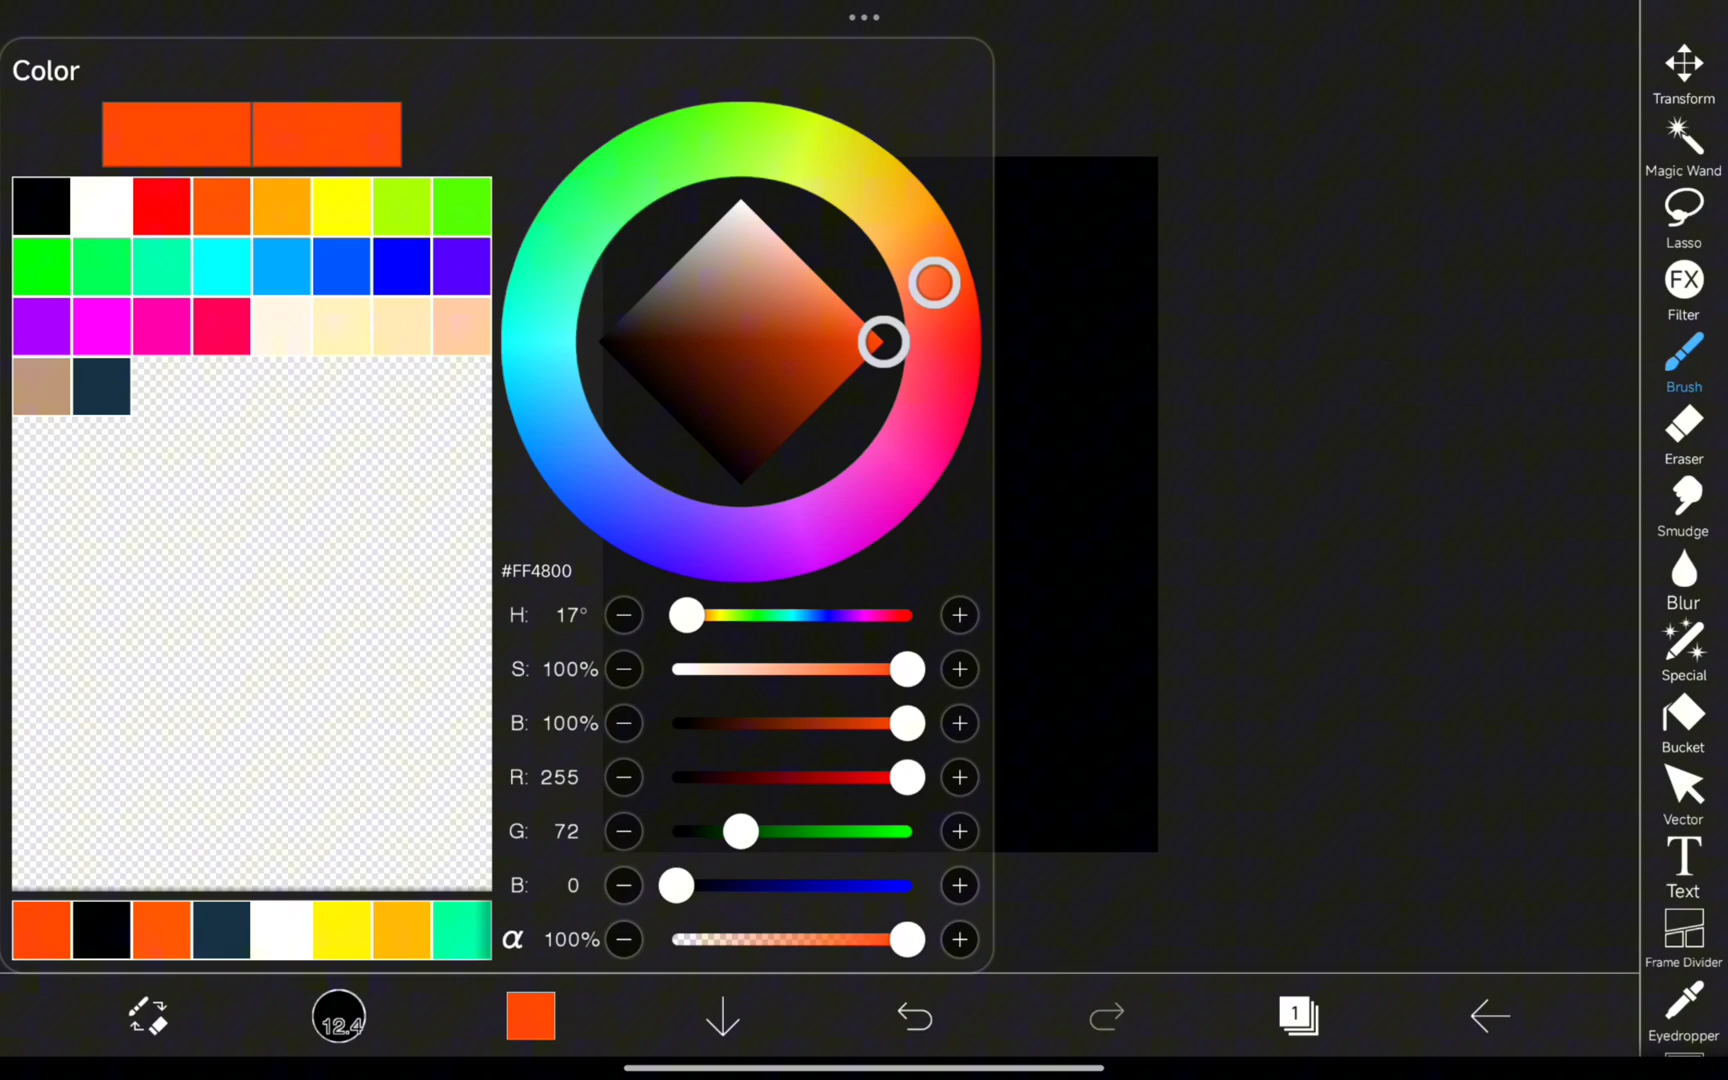 Color
#FF4800
H: 17°
S: 100%
B: 100%
R: 255
G: 72
B: 0
α 100%
12.4
1
Transform
Magic Wand
Lasso
FX
Filter
Brush
Eraser
Smudge
Blur
Special
Bucket
Vector
T
Text
Frame Divider
Eyedropper